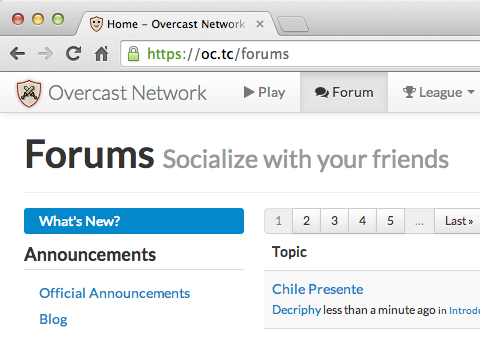 Home – Overcast Network
https://oc.tc/forums
Overcast Network
Play
Forum
League
Forums Socialize with your friends
What's New?
1 2 3 4 5 ... Last »
Announcements
Topic
Official Announcements
Chile Presente
Decriphy less than a minute ago in
Blog